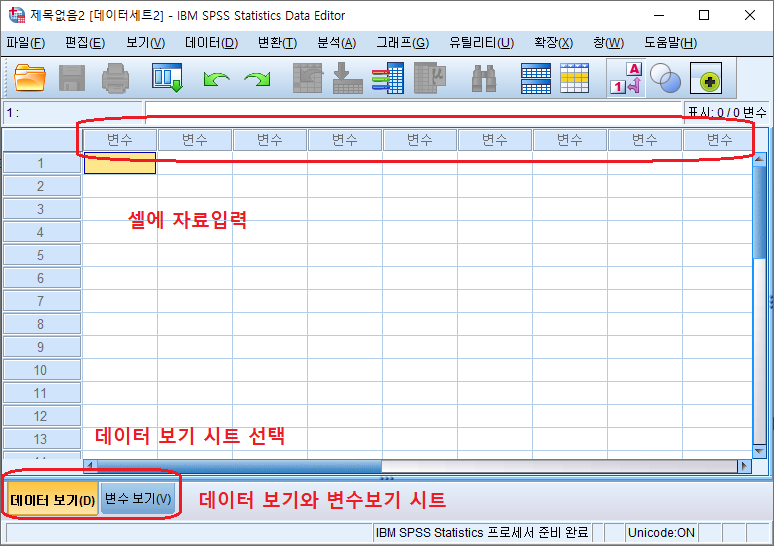 제목없음2 [데이터세트2] - IBM SPSS Statistics Data Editor
파일(F) 편집(E) 보기(V) 데이터(D) 변환(T) 분석(A) 그래프(G) 유틸리티(U) 확장(X) 창(W) 도움말(H)
1 : 표시: 0 / 0 변수
변수 변수 변수 변수 변수 변수 변수 변수 변수
1
2
셀에 자료입력
3
4
5
6
7
8
9
10
11
12
데이터 보기 시트 선택
13
데이터 보기(D) 변수 보기(V) 데이터 보기와 변수보기 시트
IBM SPSS Statistics 프로세서 준비 완료 Unicode:ON